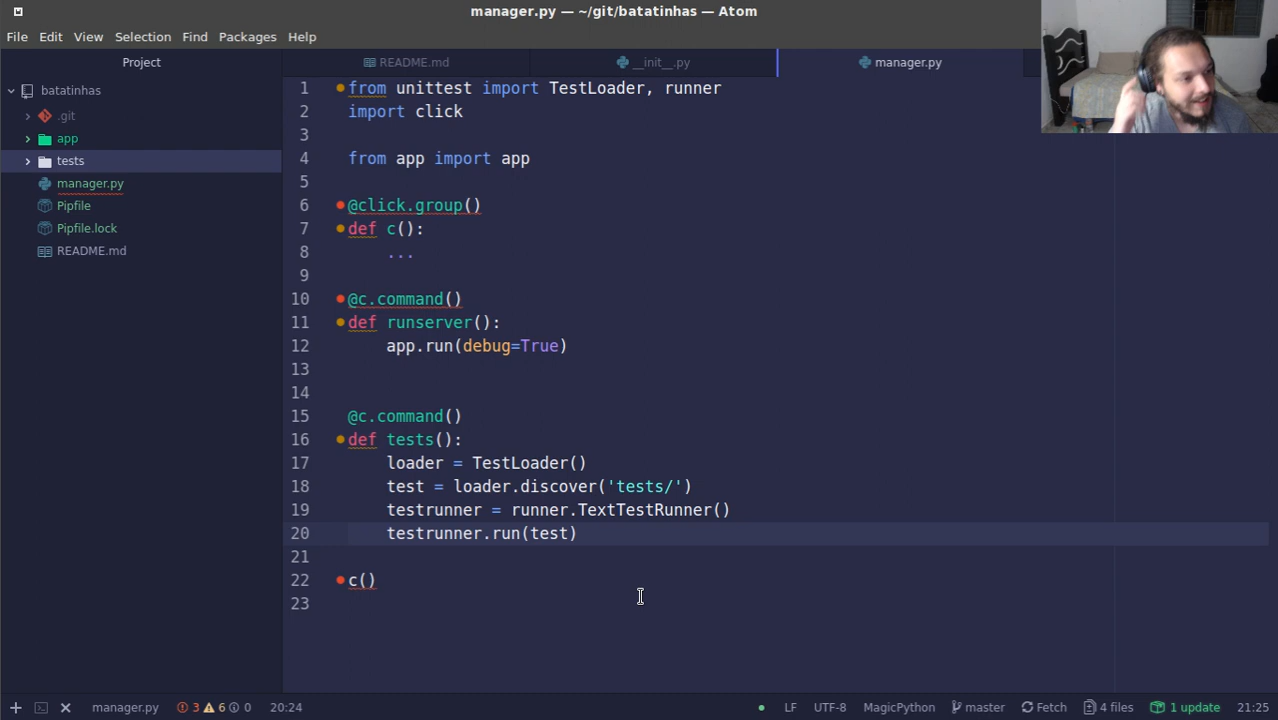 manager.py — ~/git/batatinhas — Atom
File Edit View Selection Find Packages Help
Project
README.md
__init__.py
manager.py
batatinhas
.git
app
tests
manager.py
Pipfile
Pipfile.lock
README.md
1 from unittest import TestLoader, runner
2 import click
3
4 from app import app
5
6 @click.group()
7 def c():
8     ...
9
10 @c.command()
11 def runserver():
12     app.run(debug=True)
13
14
15 @c.command()
16 def tests():
17     loader = TestLoader()
18     test = loader.discover('tests/')
19     testrunner = runner.TextTestRunner()
20     testrunner.run(test)
21
22 c()
23
manager.py 3 6 0 20:24 LF UTF-8 MagicPython master Fetch 4 files 1 update 21:25